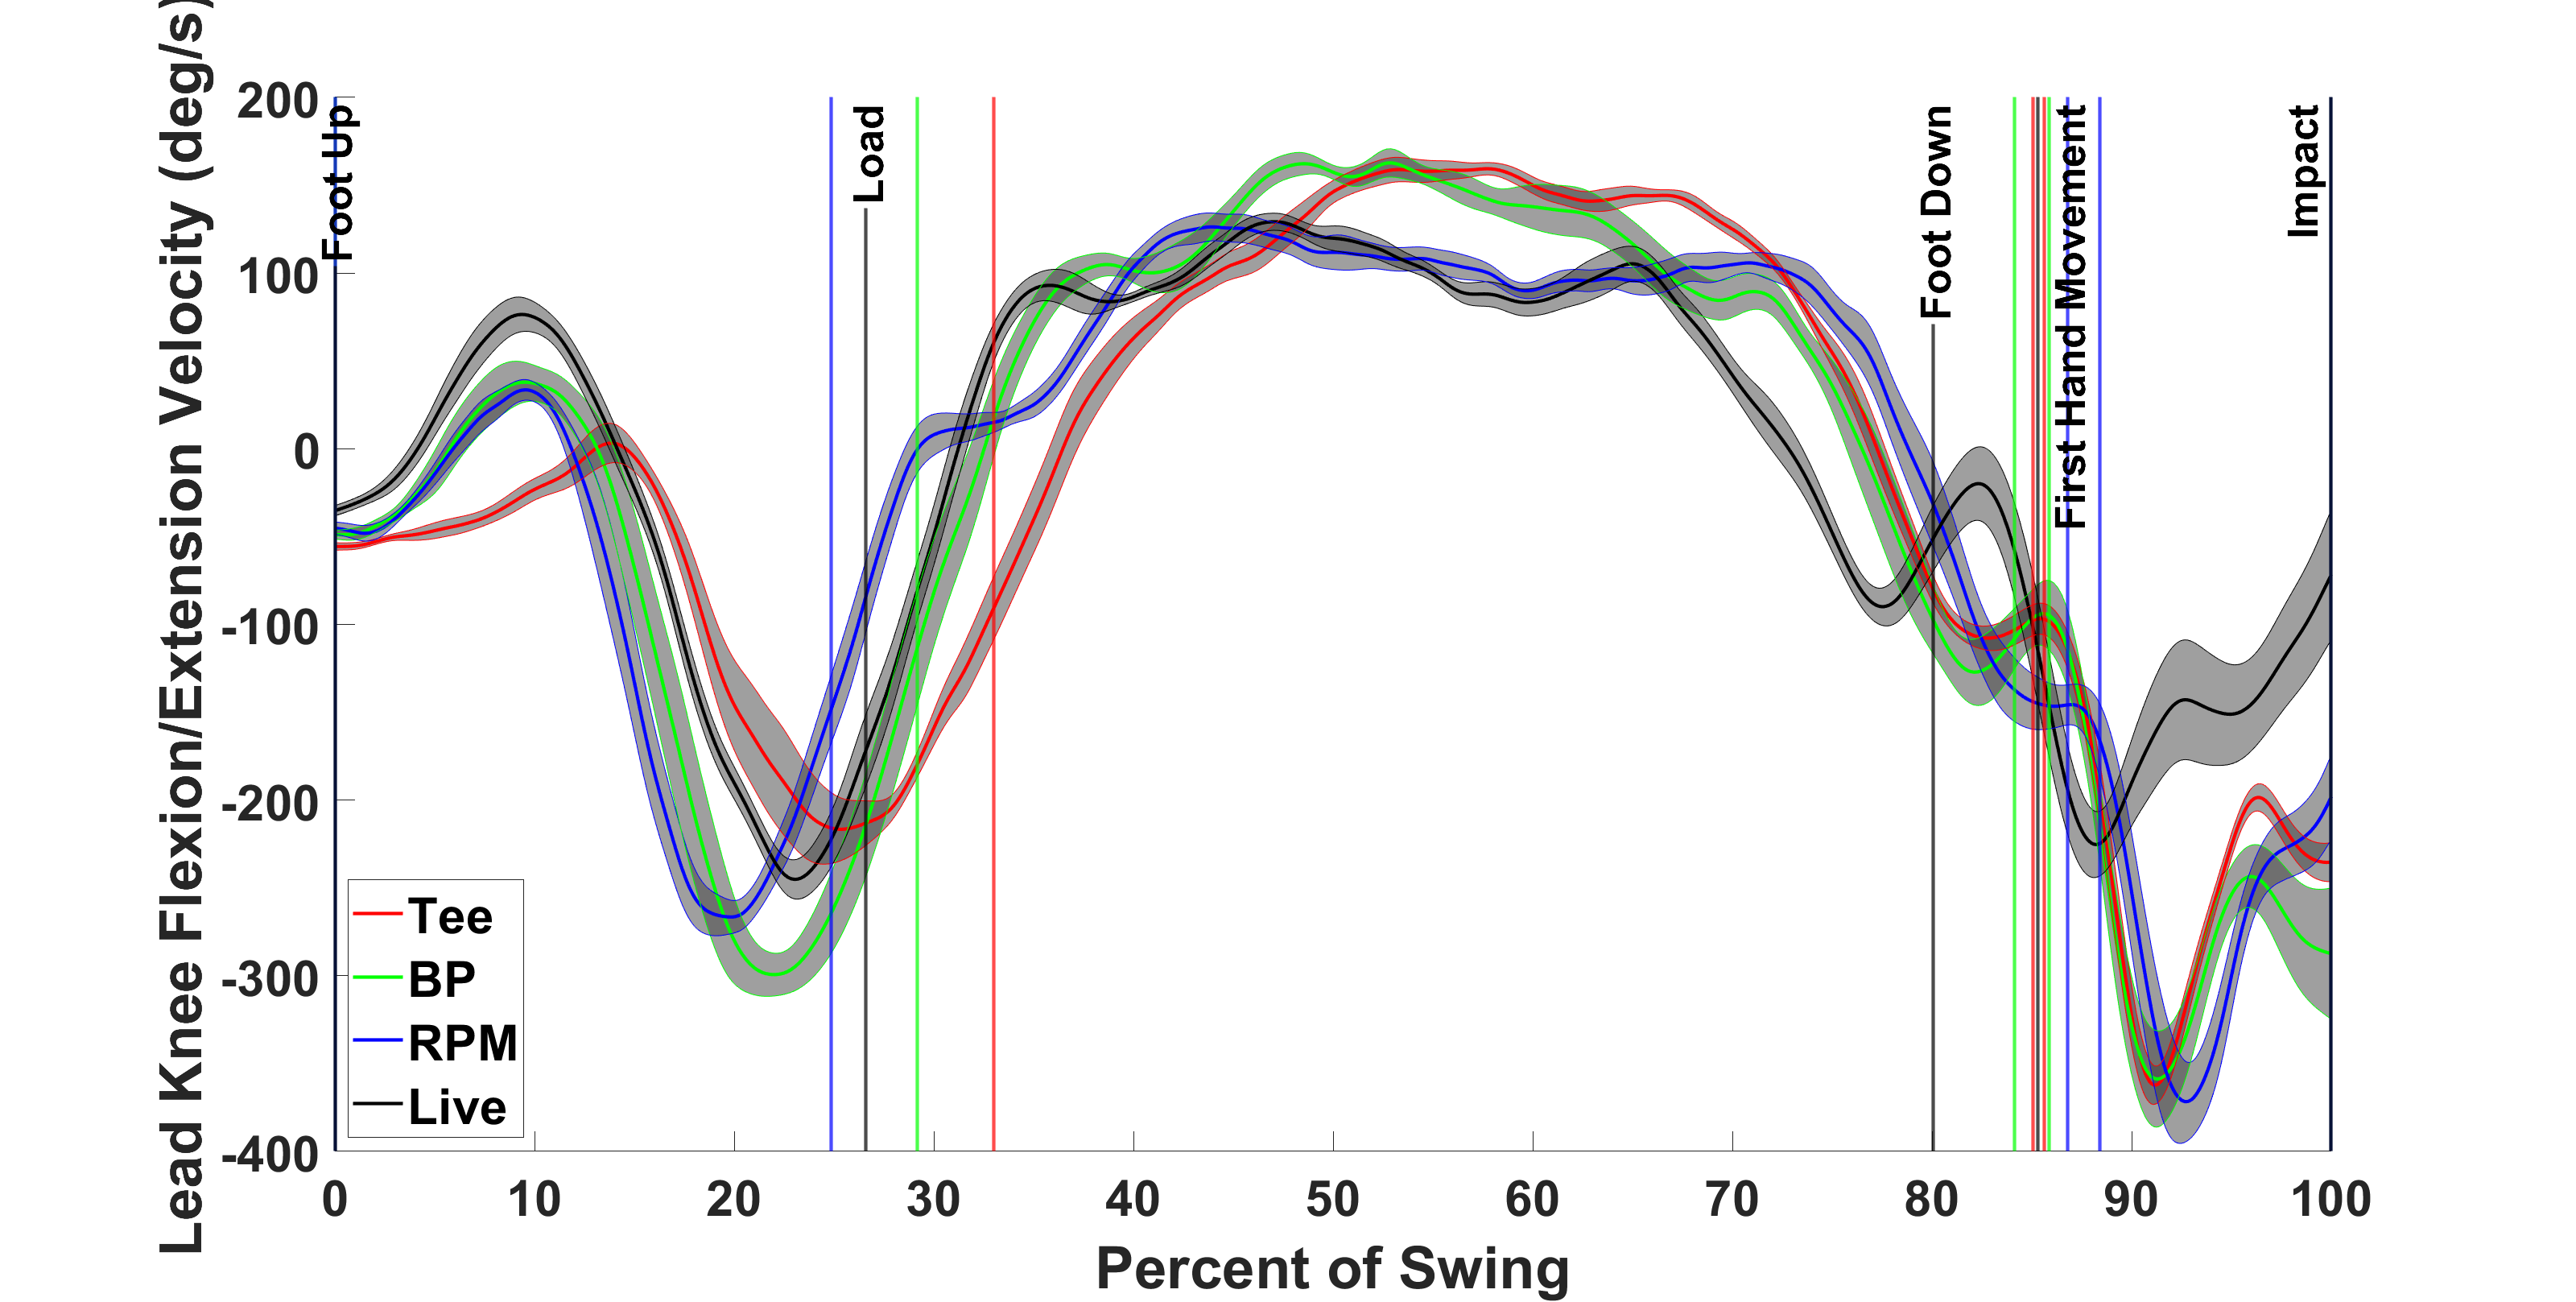 Lead Knee Flexion/Extension Velocity (deg/s)
200
100
0
-100
-200
-300
-400
Foot Up
Load
Foot Down
First Hand Movement
Impact
Tee
BP
RPM
Live
0 10 20 30 40 50 60 70 80 90 100
Percent of Swing